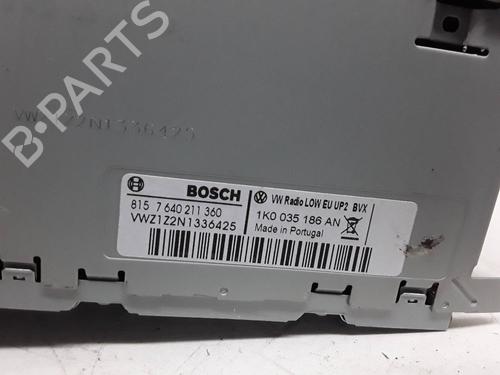 VWZ1Z2N1336425
BOSCH
815 7 640 211 360
VWZ1Z2N1336425
VW Radio LOW EU UP2 BVX
1K0 035 186 AN
Made in Portugal
B-PARTS